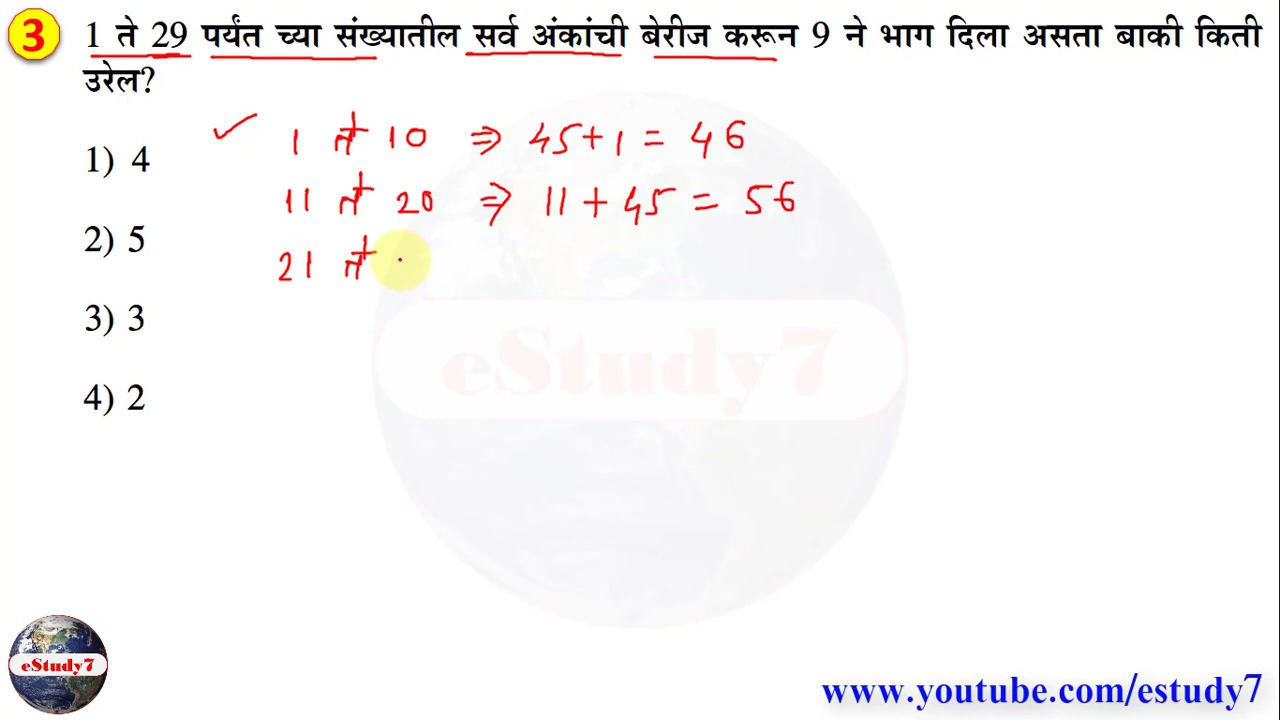 3 1 ते 29 पर्यंत च्या संख्यातील सर्व अंकांची बेरीज करून 9 ने भाग दिला असता बाकी किती
उरेल?
1) 4
1 ते 10 ⇒ 45+1 = 46
11 ते 20 ⇒ 11 + 45 = 56
2) 5
21 ते
3) 3
eStudy7
4) 2
eStudy7
www.youtube.com/estudy7